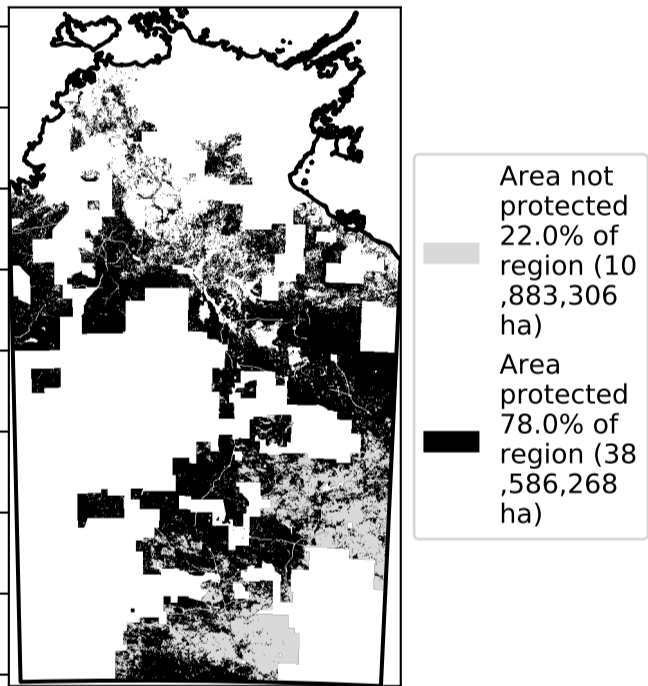 Area not
protected
22.0% of
region (10
,883,306
ha)
Area
protected
78.0% of
region (38
,586,268
ha)